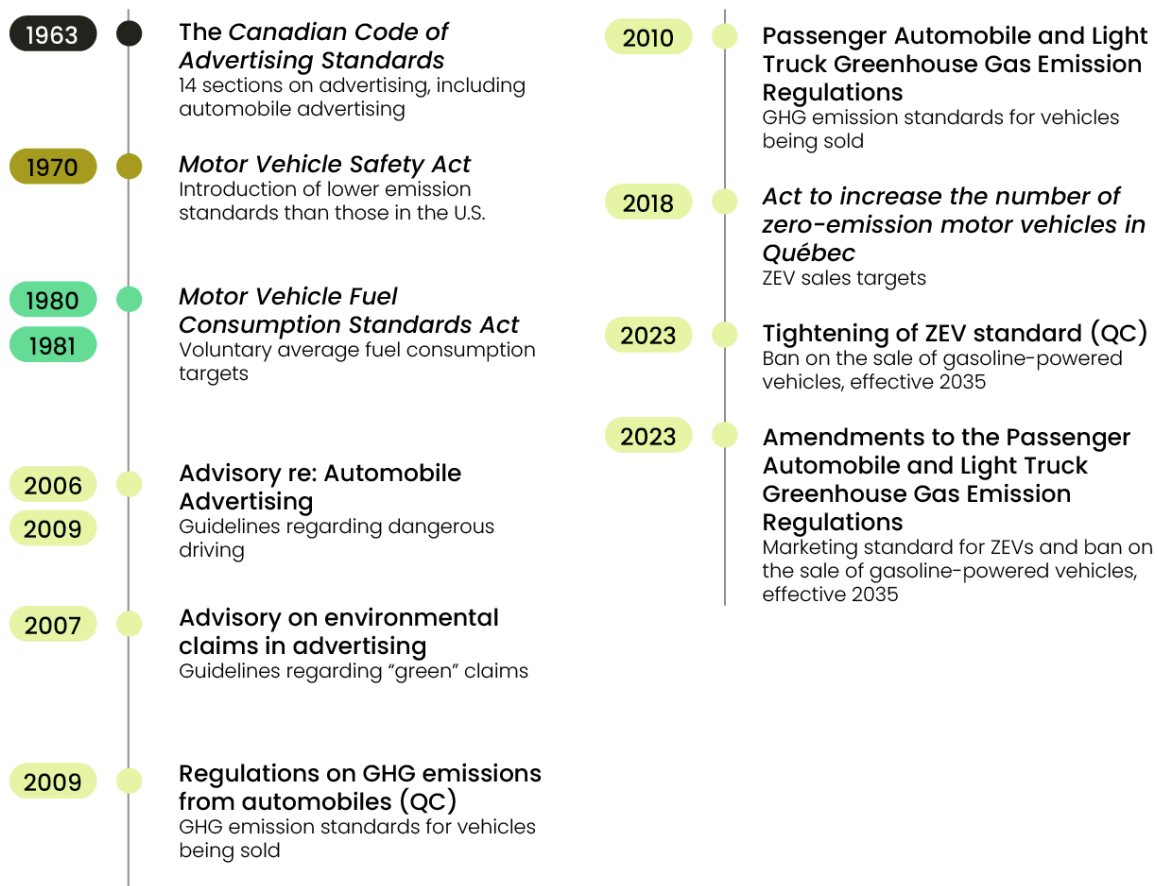 1963
The Canadian Code of
Advertising Standards
14 sections on advertising, including
automobile advertising
1970
Motor Vehicle Safety Act
Introduction of lower emission
standards than those in the U.S.
1980
1981
Motor Vehicle Fuel
Consumption Standards Act
Voluntary average fuel consumption
targets
2006
2009
Advisory re: Automobile
Advertising
Guidelines regarding dangerous
driving
2007
Advisory on environmental
claims in advertising
Guidelines regarding “green” claims
2009
Regulations on GHG emissions
from automobiles (QC)
GHG emission standards for vehicles
being sold
2010
Passenger Automobile and Light
Truck Greenhouse Gas Emission
Regulations
GHG emission standards for vehicles
being sold
2018
Act to increase the number of
zero-emission motor vehicles in
Québec
ZEV sales targets
2023
Tightening of ZEV standard (QC)
Ban on the sale of gasoline-powered
vehicles, effective 2035
2023
Amendments to the Passenger
Automobile and Light Truck
Greenhouse Gas Emission
Regulations
Marketing standard for ZEVs and ban on
the sale of gasoline-powered vehicles,
effective 2035